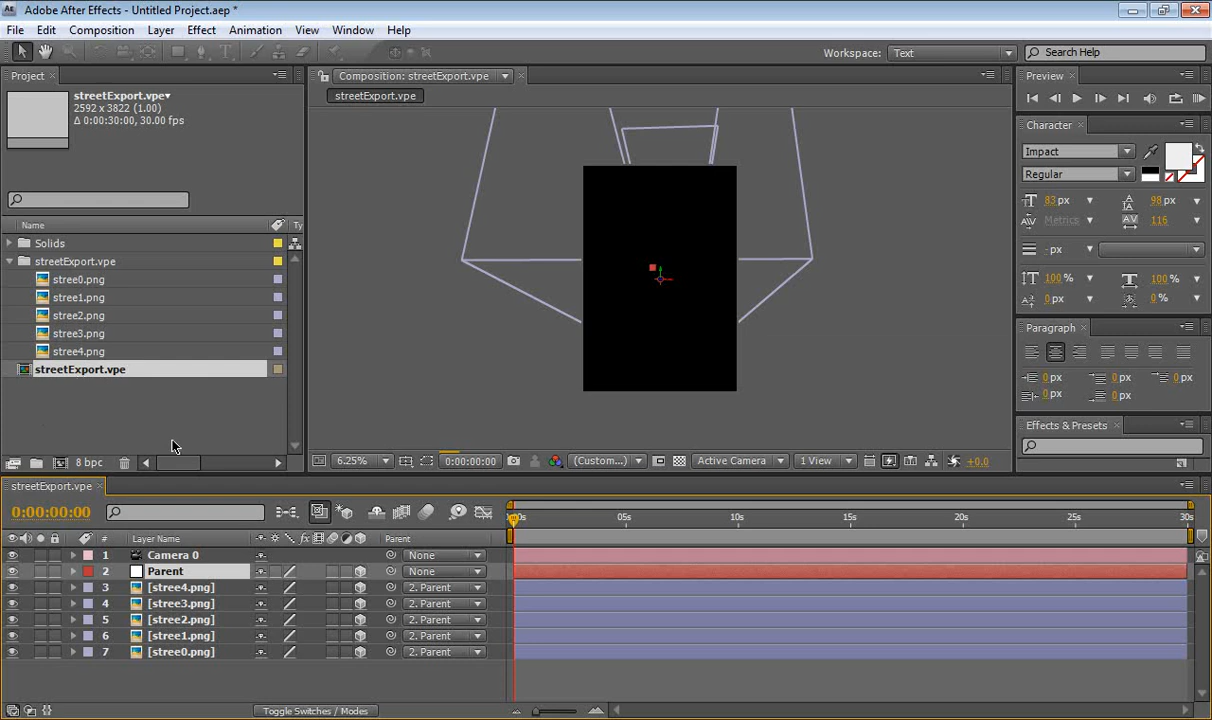 Adobe After Effects - Untitled Project.aep *
File Edit Composition Layer Effect Animation View Window Help
Workspace: Text
Search Help
Project
streetExport.vpe
2592 x 3822 (1.00)
Δ 0:00:30:00, 30.00 fps
Name Ty
Solids
streetExport.vpe
stree0.png
stree1.png
stree2.png
stree3.png
stree4.png
streetExport.vpe
8 bpc
Composition: streetExport.vpe
streetExport.vpe
6.25% 0:00:00:00 (Custom...) Active Camera 1 View +0.0
Preview
Character
Impact
Regular
83 px 98 px
Metrics 116
- px
100 % 100 %
0 px 0 %
Paragraph
0 px 0 px 0 px
0 px 0 px
Effects & Presets
streetExport.vpe
0:00:00:00
0s 05s 10s 15s 20s 25s 30s
# Layer Name Parent
1 Camera 0 None
2 Parent None
3 [stree4.png] 2. Parent
4 [stree3.png] 2. Parent
5 [stree2.png] 2. Parent
6 [stree1.png] 2. Parent
7 [stree0.png] 2. Parent
Toggle Switches / Modes